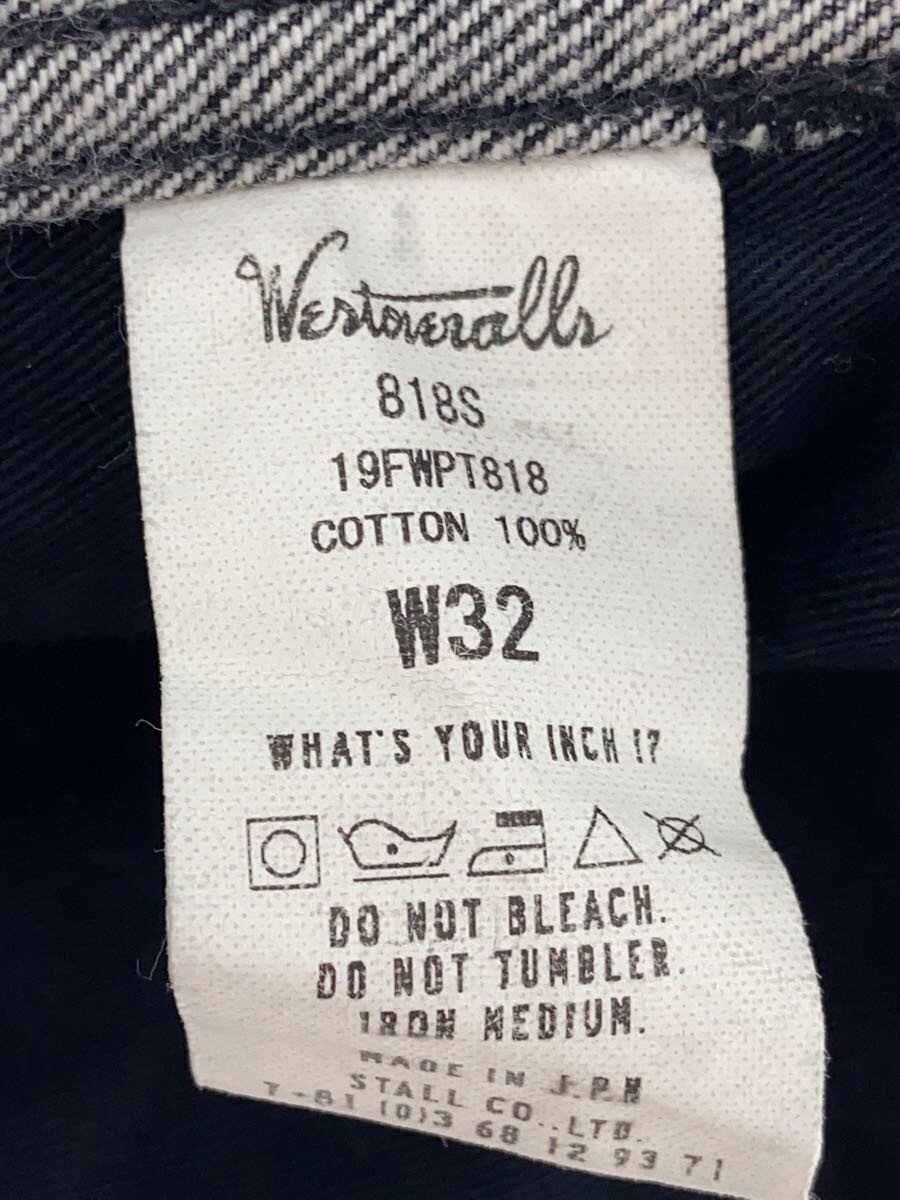 Westoveralls
818S
19FWPT818
COTTON 100%
W32
WHAT'S YOUR INCH !?
DO NOT BLEACH.
DO NOT TUMBLER.
IRON MEDIUM.
MADE IN J.P.N
STALL CO.,LTD.
7-81 (0)3 68 12 93 71